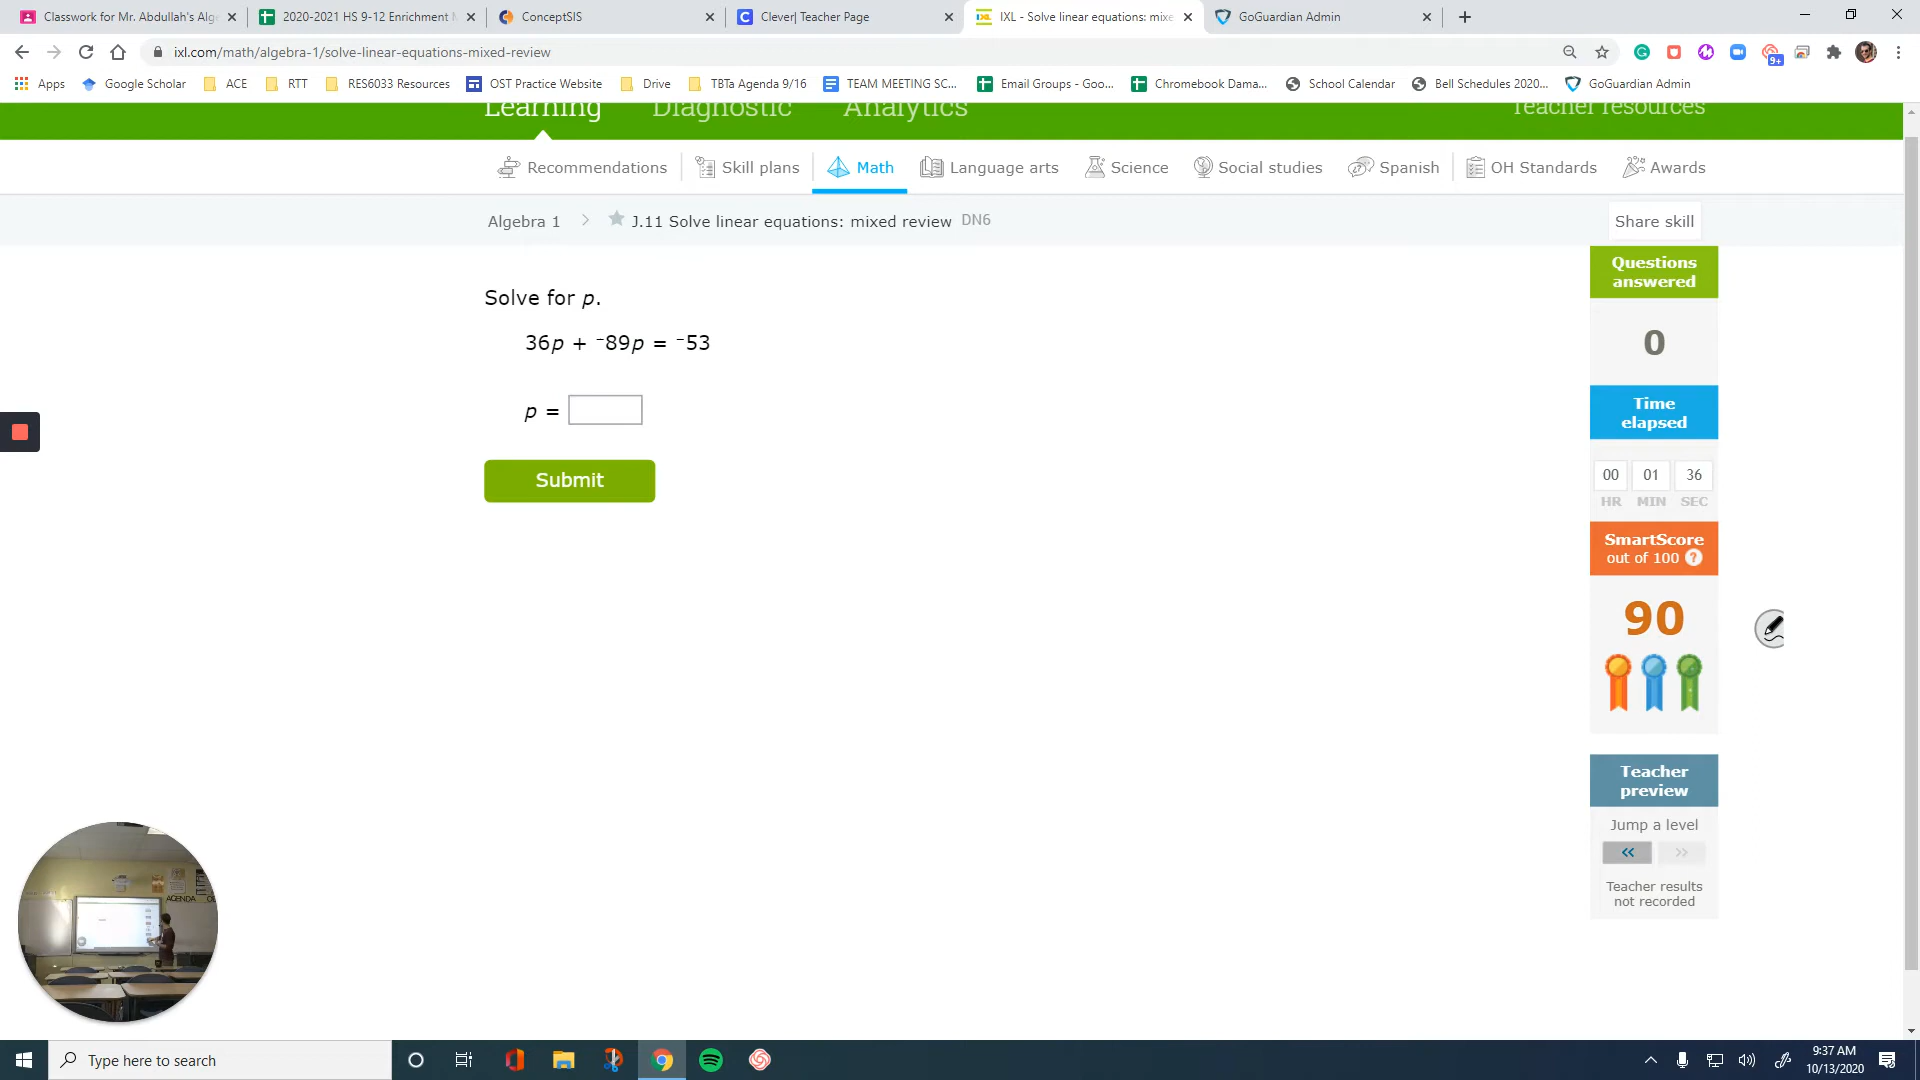 Classwork for Mr. Abdullah's Alg
2020-2021 HS 9-12 Enrichment M
ConceptSIS
Clever| Teacher Page
IXL - Solve linear equations: mixe
GoGuardian Admin
ixl.com/math/algebra-1/solve-linear-equations-mixed-review
9+
Apps
Google Scholar
ACE
RTT
RES6033 Resources
OST Practice Website
Drive
TBTa Agenda 9/16
TEAM MEETING SC...
Email Groups - Goo...
Chromebook Dama...
School Calendar
Bell Schedules 2020...
GoGuardian Admin
Learning
Diagnostic
Analytics
Teacher resources
Recommendations
Skill plans
Math
Language arts
Science
Social studies
Spanish
OH Standards
Awards
Algebra 1 > J.11 Solve linear equations: mixed review DN6
Share skill
Solve for p.
36p + ⁻89p = ⁻53
p =
Submit
Questions
answered
0
Time
elapsed
00 01 36
HR MIN SEC
SmartScore
out of 100 ?
90
Teacher
preview
Jump a level
<< >>
Teacher results
not recorded
AGENDA
Type here to search
9:37 AM
10/13/2020